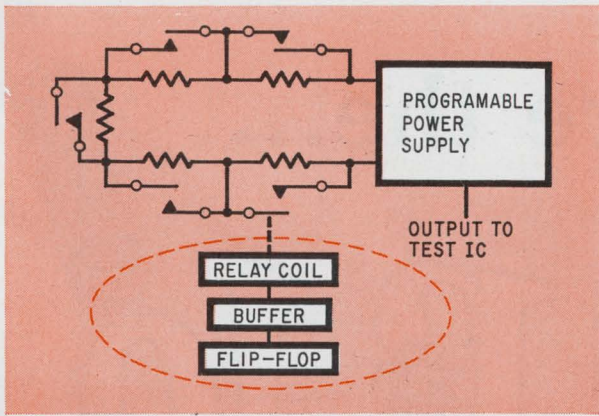 PROGRAMABLE
POWER
SUPPLY
OUTPUT TO
TEST IC
RELAY COIL
BUFFER
FLIP-FLOP